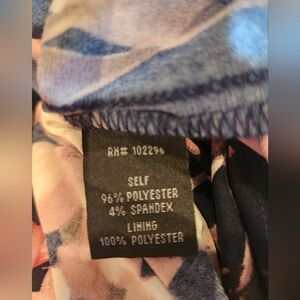 RN# 102296
SELF
96% POLYESTER
4% SPANDEX
LINING
100% POLYESTER